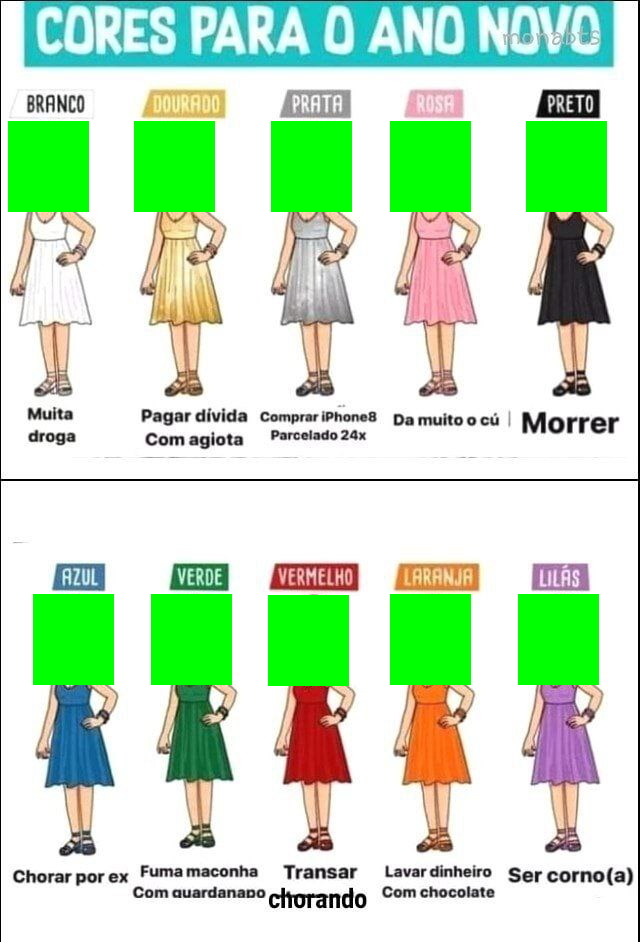 CORES PARA O ANO NOVO
monabts
BRANCO
DOURADO
PRATA
ROSA
PRETO
Muita
droga
Pagar dívida
Com agiota
Comprar iPhone8
Parcelado 24x
Da muito o cú
Morrer
AZUL
VERDE
VERMELHO
LARANJA
LILÁS
Chorar por ex
Fuma maconha
Com guardanapo
Transar
chorando
Lavar dinheiro
Com chocolate
Ser corno(a)